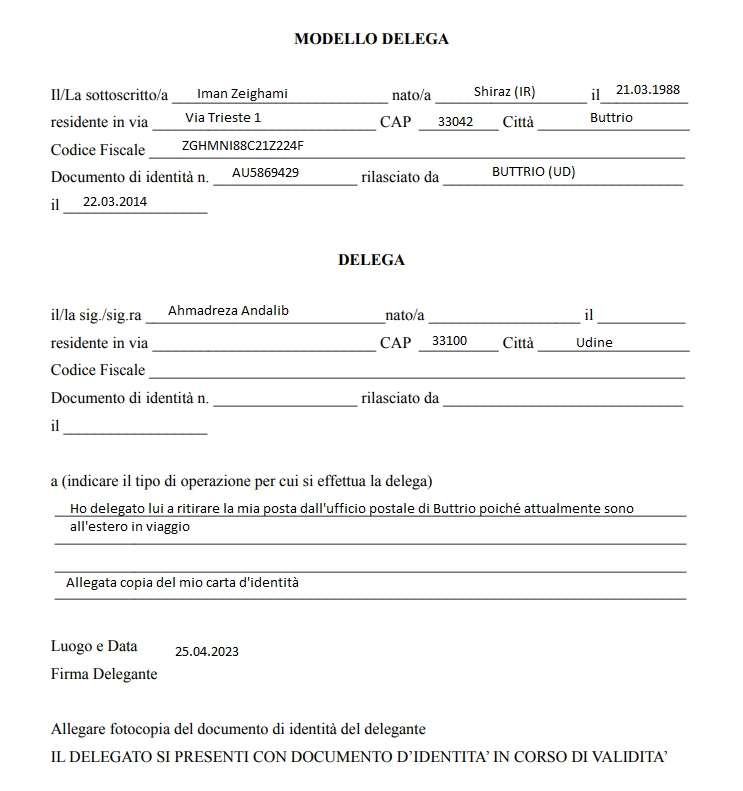 MODELLO DELEGA
Il/La sottoscritto/a Iman Zeighami nato/a Shiraz (IR) il 21.03.1988
residente in via Via Trieste 1 CAP 33042 Città Buttrio
Codice Fiscale ZGHMNI88C21Z224F
Documento di identità n. AU5869429 rilasciato da BUTTRIO (UD)
il 22.03.2014
DELEGA
il/la sig./sig.ra Ahmadreza Andalib nato/a il
residente in via CAP 33100 Città Udine
Codice Fiscale
Documento di identità n. rilasciato da
il
a (indicare il tipo di operazione per cui si effettua la delega)
Ho delegato lui a ritirare la mia posta dall'ufficio postale di Buttrio poiché attualmente sono
all'estero in viaggio
Allegata copia del mio carta d'identità
Luogo e Data 25.04.2023
Firma Delegante
Allegare fotocopia del documento di identità del delegante
IL DELEGATO SI PRESENTI CON DOCUMENTO D’IDENTITA’ IN CORSO DI VALIDITA’